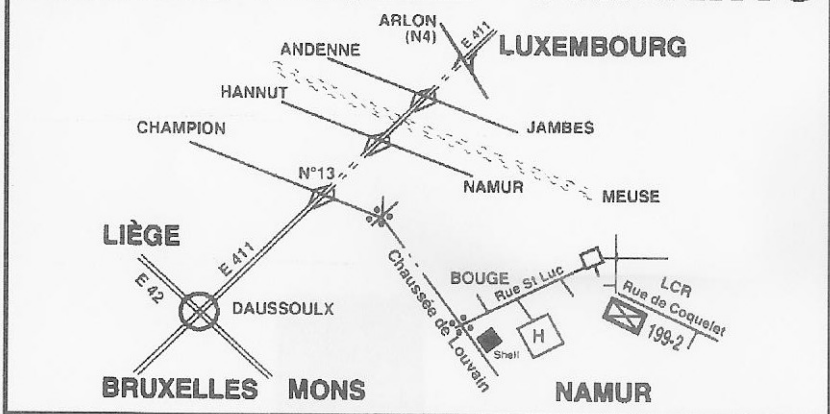 ARLON
(N4)
E 411
LUXEMBOURG
ANDENNE
HANNUT
JAMBES
CHAMPION
N°13
NAMUR
MEUSE
LIÈGE
E 411
E 42
Chaussée de Louvain
BOUGE
Rue St Luc
LCR
Rue de Coquelet
DAUSSOULX
199-2
H
Shell
BRUXELLES
MONS
NAMUR